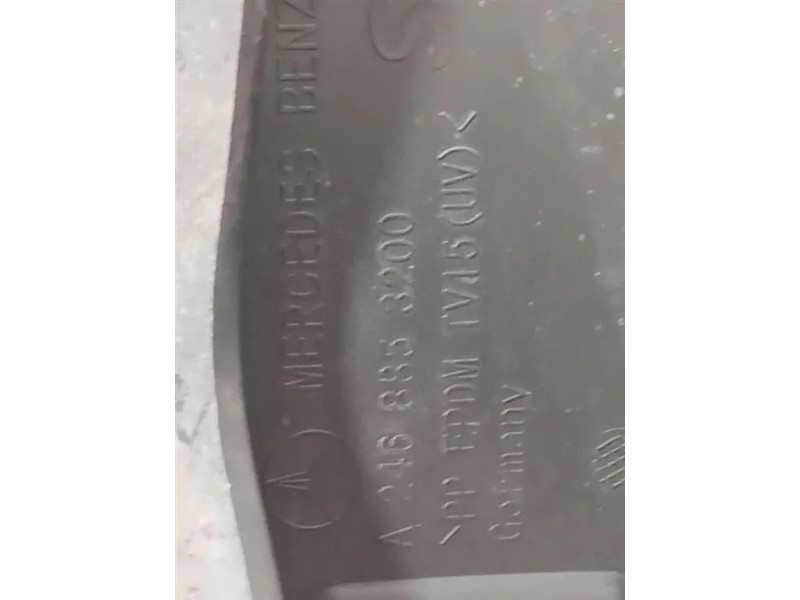 MERCEDES BENZ
A 246 885 3200
>PP EPDM TV15(UV)<
Germany